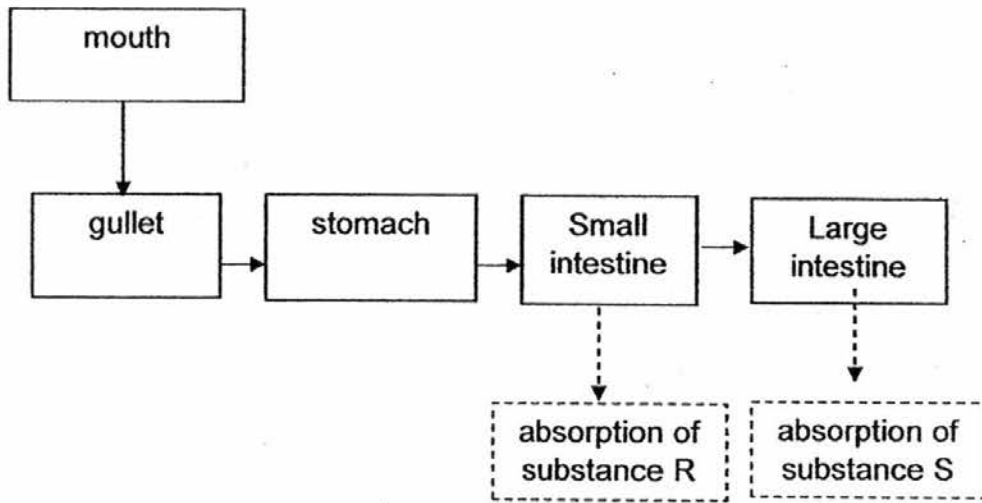 mouth
gullet
stomach
Small
intestine
Large
intestine
absorption of
substance R
absorption of
substance S